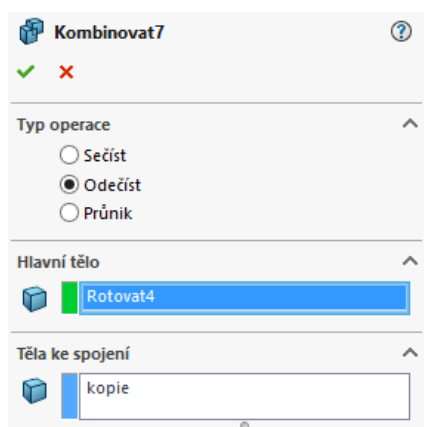 Kombinovat7
Typ operace
Sečíst
Odečíst
Průnik
Hlavní tělo
Rotovat4
Těla ke spojení
kopie